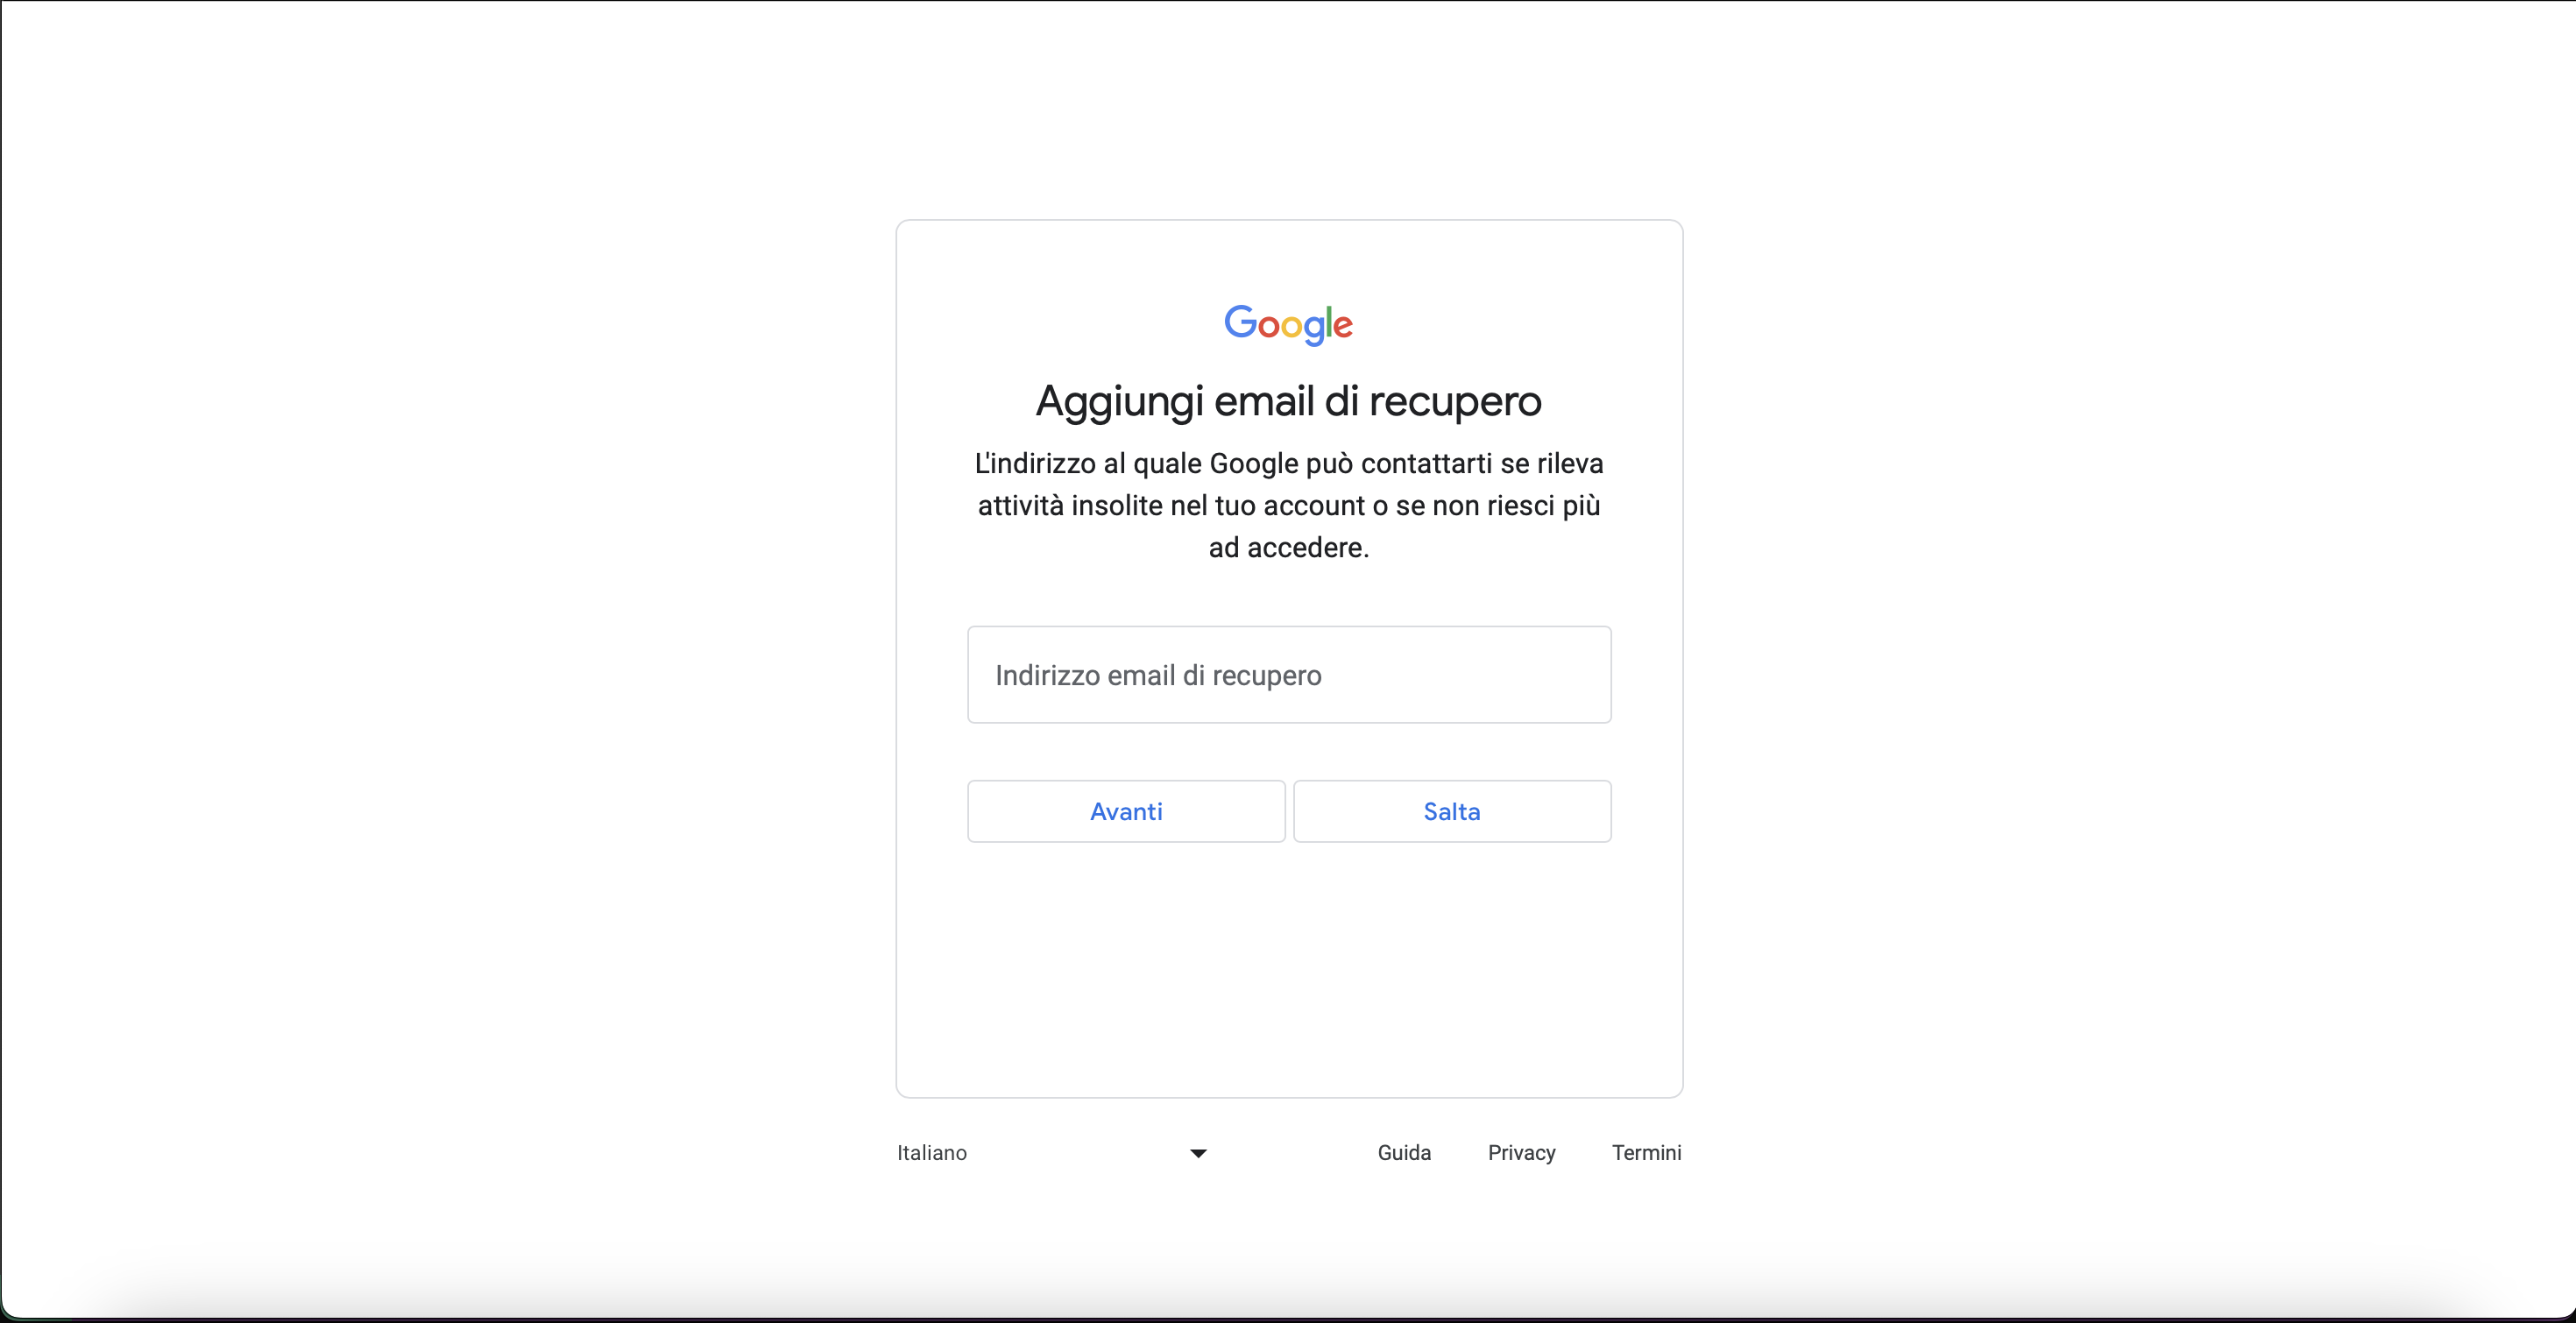 Google
Aggiungi email di recupero
L'indirizzo al quale Google può contattarti se rileva
attività insolite nel tuo account o se non riesci più
ad accedere.
Indirizzo email di recupero
Avanti
Salta
Italiano
Guida
Privacy
Termini